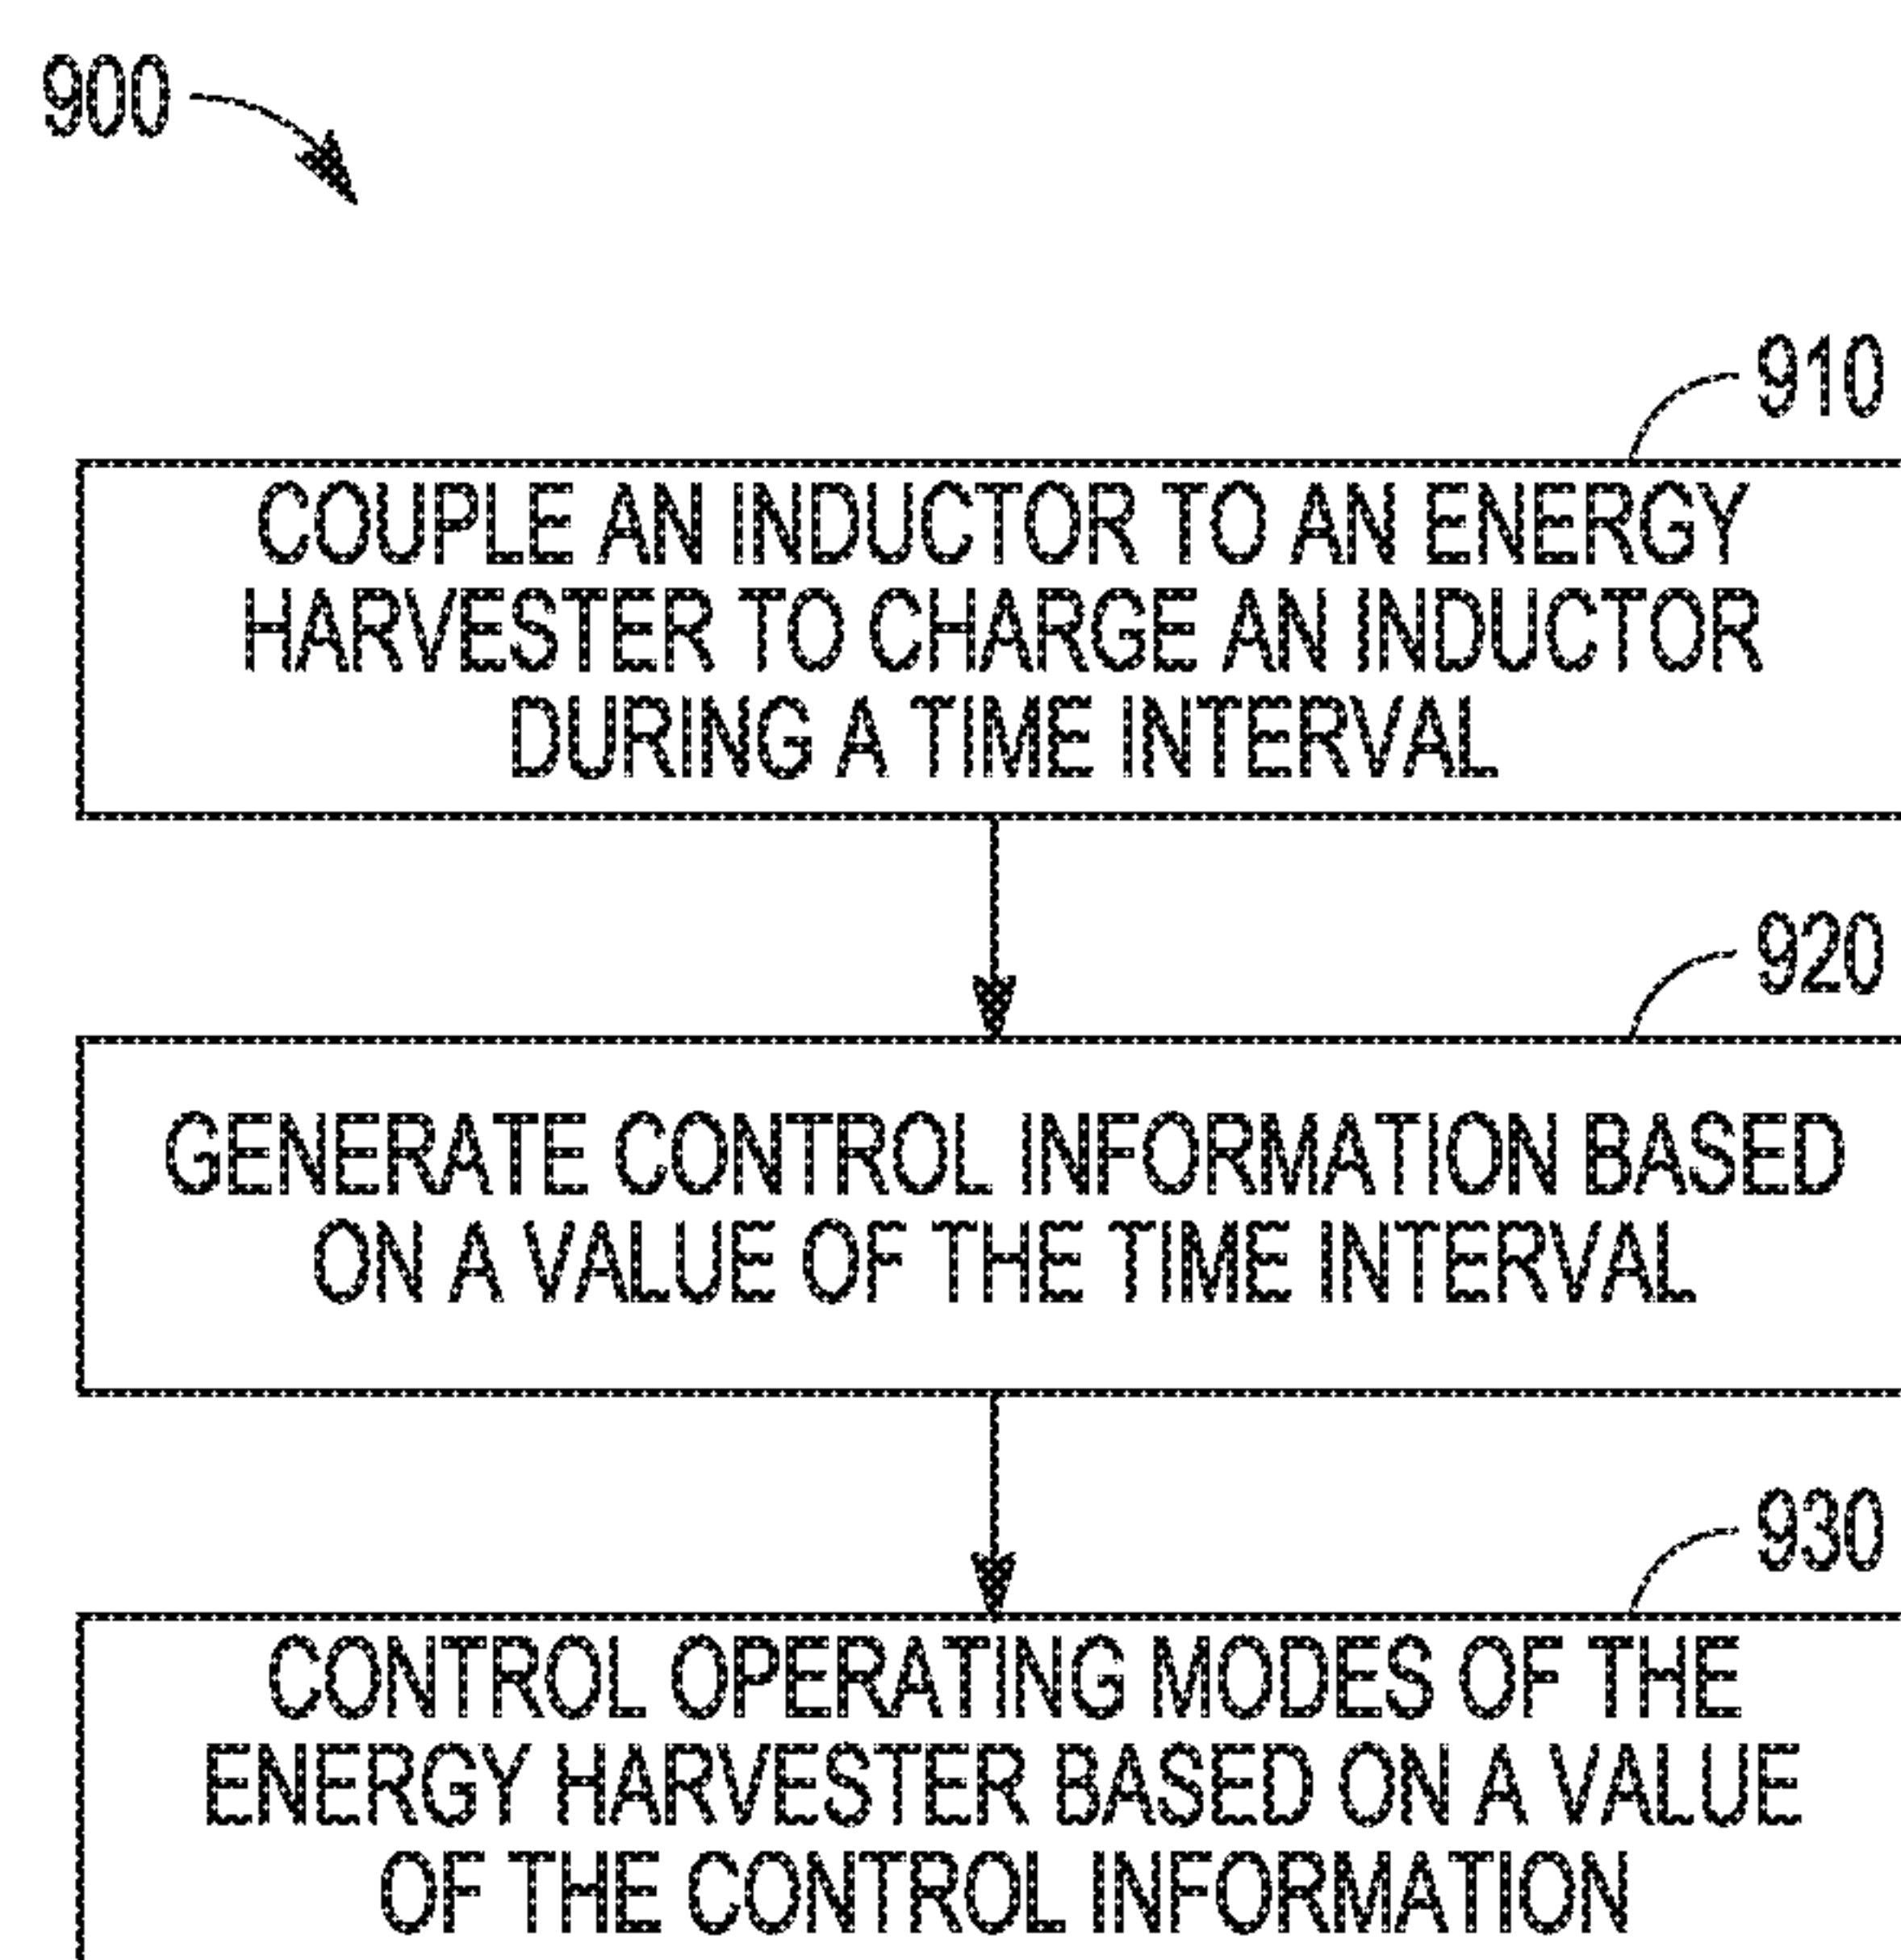 900
910
COUPLE AN INDUCTOR TO AN ENERGY
HARVESTER TO CHARGE AN INDUCTOR
DURING A TIME INTERVAL
920
GENERATE CONTROL INFORMATION BASED
ON A VALUE OF THE TIME INTERVAL
930
CONTROL OPERATING MODES OF THE
ENERGY HARVESTER BASED ON A VALUE
OF THE CONTROL INFORMATION